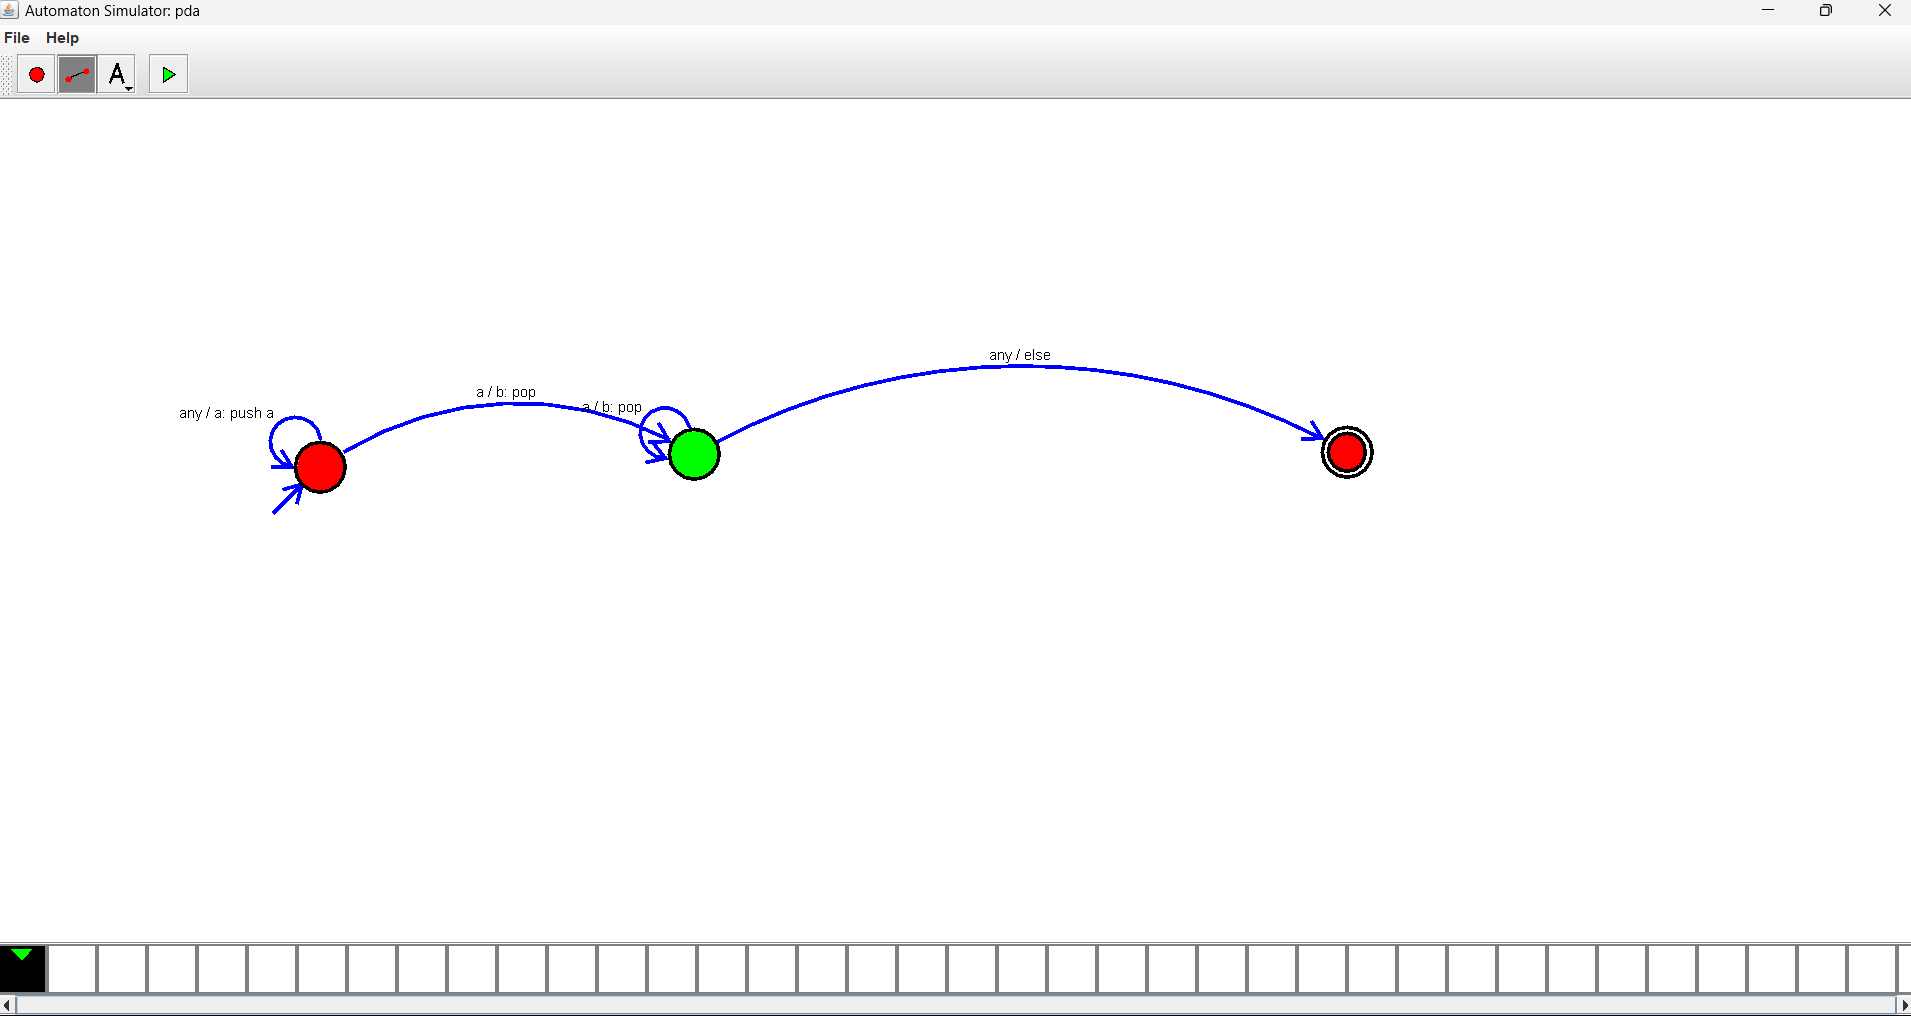 Automaton Simulator: pda
File Help
A
any / else
a / b: pop
a / b: pop
any / a: push a